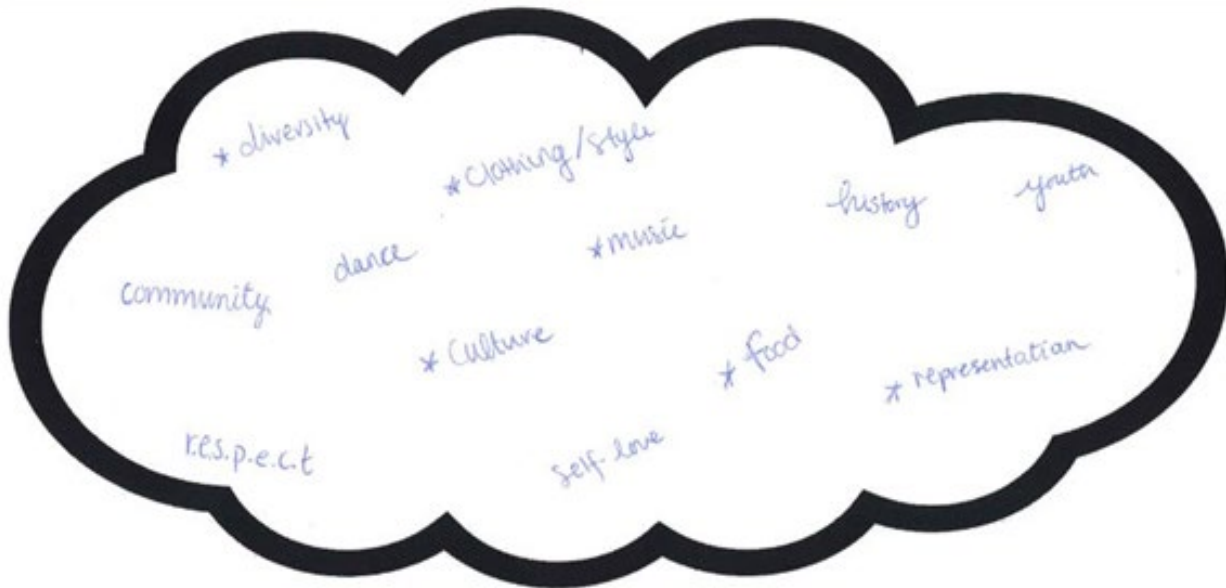 * diversity
* Clothing/style
history
youth
dance
* music
community
* Culture
* food
* representation
r.e.s.p.e.c.t
self-love